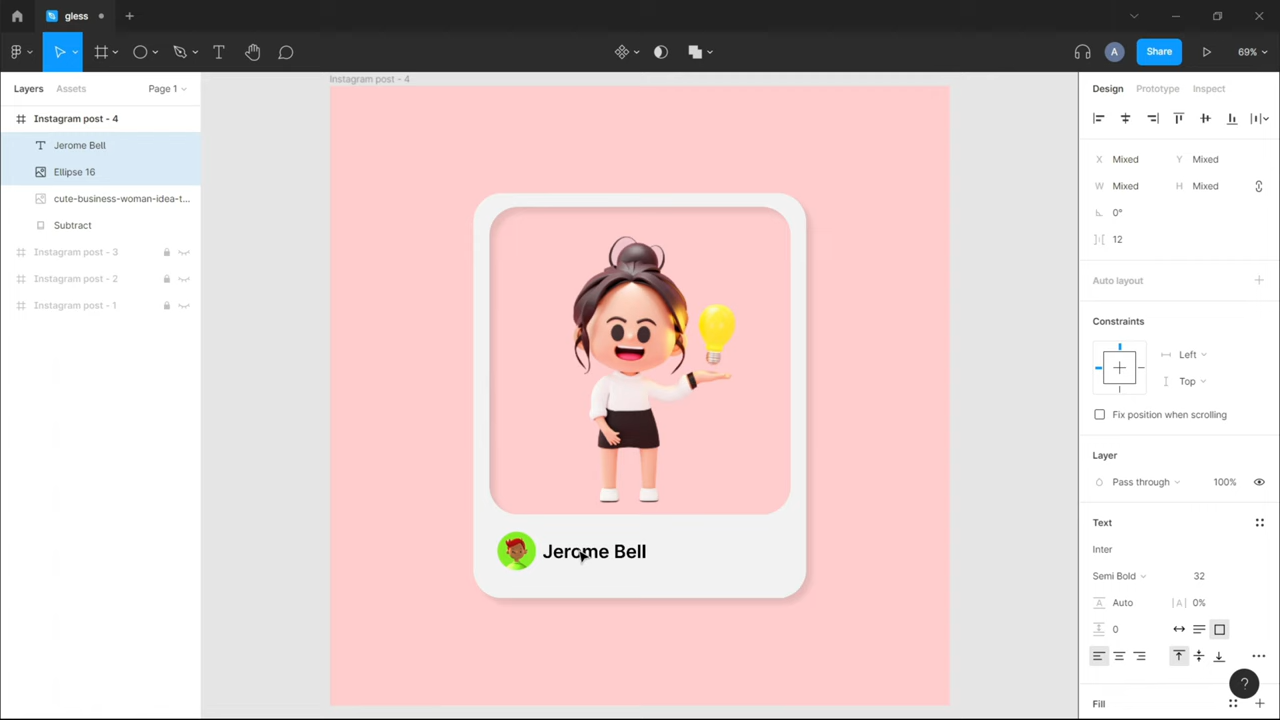 gless
A
Share
69%
Layers
Assets
Page 1
Instagram post - 4
Jerome Bell
Ellipse 16
cute-business-woman-idea-t...
Subtract
Instagram post - 3
Instagram post - 2
Instagram post - 1
Instagram post - 4
Jerome Bell
Design
Prototype
Inspect
X Mixed
Y Mixed
W Mixed
H Mixed
0°
12
Auto layout
Constraints
Left
Top
Fix position when scrolling
Layer
Pass through
100%
Text
Inter
Semi Bold
32
Auto
|A| 0%
0
Fill
?